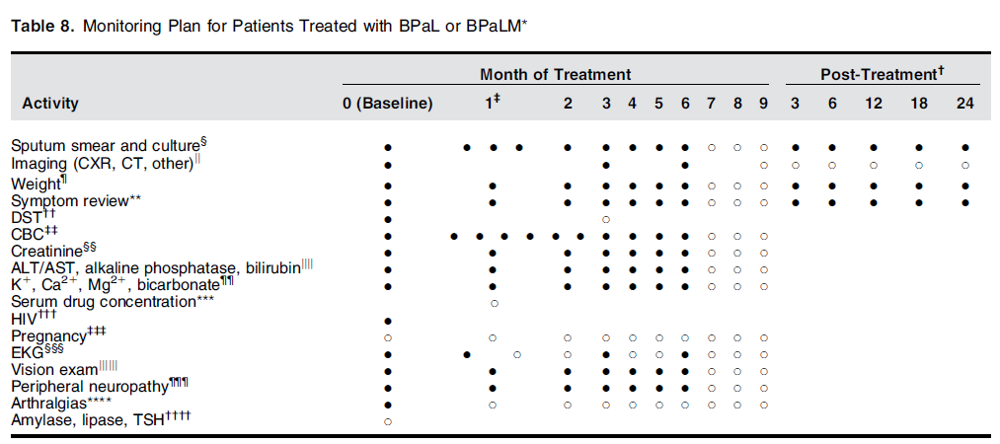 Table 8. Monitoring Plan for Patients Treated with BPaL or BPaLM*
Month of Treatment Post-Treatment†
Activity 0 (Baseline) 1‡ 2 3 4 5 6 7 8 9 3 6 12 18 24
Sputum smear and culture§ ● ● ● ● ● ● ● ● ● ○ ○ ○ ● ● ● ● ●
Imaging (CXR, CT, other)|| ● ● ● ○ ○ ○ ○ ○ ○
Weight¶ ● ● ● ● ● ● ● ○ ○ ○ ● ● ● ● ●
Symptom review** ● ● ● ● ● ● ● ○ ○ ○ ● ● ● ● ●
DST†† ● ○
CBC‡‡ ● ● ● ● ● ● ● ● ● ● ● ○ ○ ○
Creatinine§§ ● ● ● ● ● ● ● ○ ○ ○
ALT/AST, alkaline phosphatase, bilirubin|||| ● ● ● ● ● ● ● ○ ○ ○
K⁺, Ca²⁺, Mg²⁺, bicarbonate¶¶ ● ● ● ● ● ● ● ○ ○ ○
Serum drug concentration*** ○
HIV††† ●
Pregnancy‡‡‡ ○ ○ ○ ○ ○ ○ ○ ○ ○ ○
EKG§§§ ● ● ○ ○ ● ○ ○ ● ○ ○ ○
Vision exam|||||| ● ● ● ● ● ● ● ○ ○ ○
Peripheral neuropathy¶¶¶ ● ● ● ● ● ● ● ○ ○ ○
Arthralgias**** ● ○ ○ ○ ○ ○ ○ ○ ○ ○
Amylase, lipase, TSH†††† ○